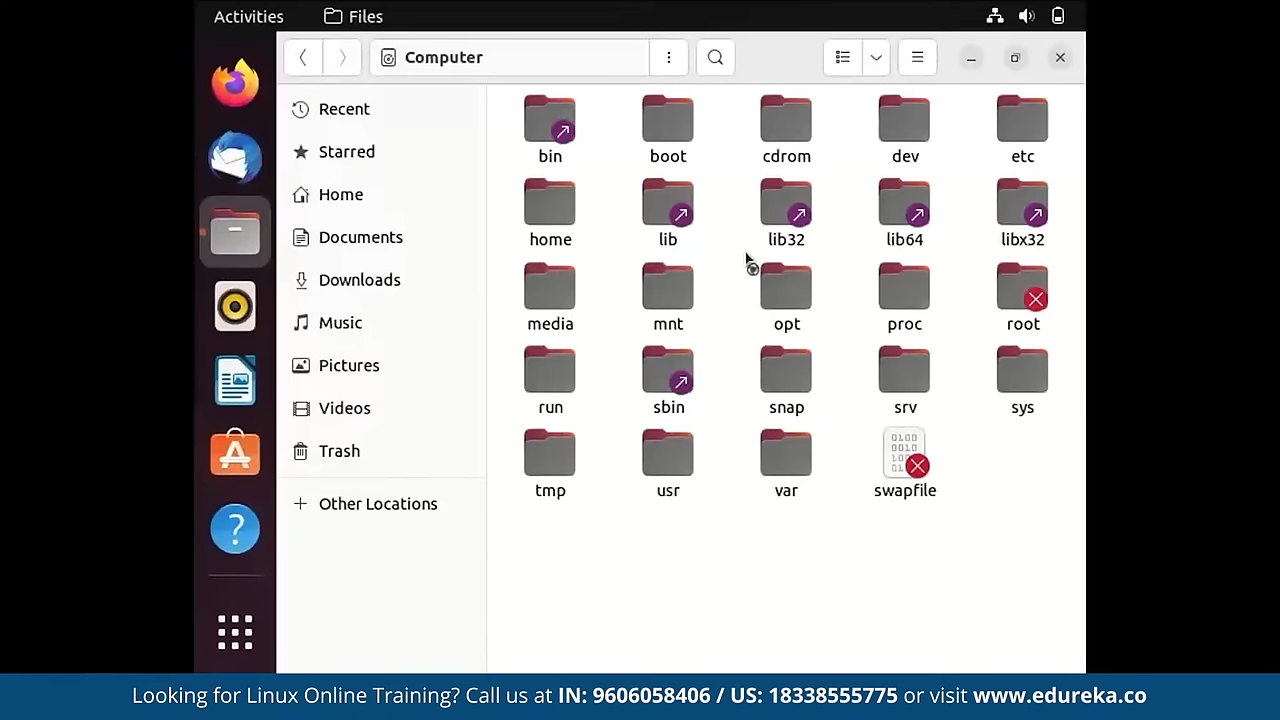 Activities
Files
Computer
Recent
Starred
Home
Documents
Downloads
Music
Pictures
Videos
Trash
Other Locations
bin boot cdrom dev etc
home lib lib32 lib64 libx32
media mnt opt proc root
run sbin snap srv sys
tmp usr var swapfile
Looking for Linux Online Training? Call us at IN: 9606058406 / US: 18338555775 or visit www.edureka.co